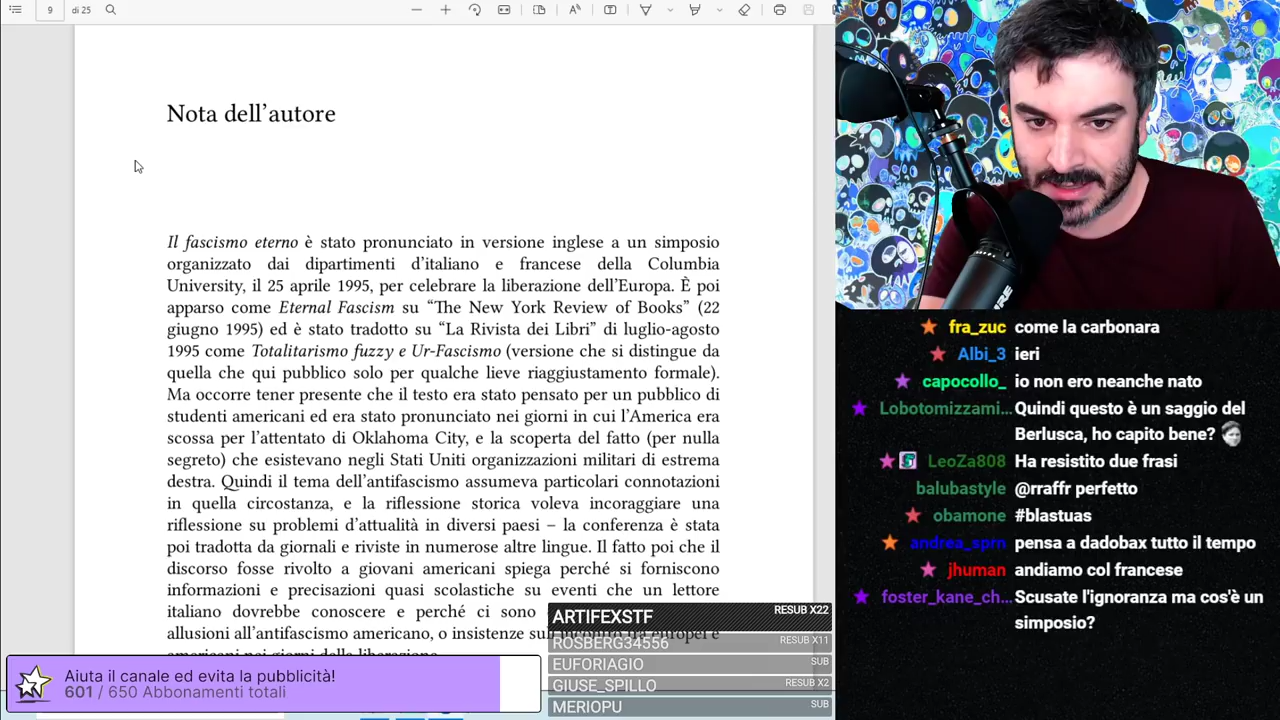 9 di 25
Nota dell’autore
Il fascismo eterno è stato pronunciato in versione inglese a un simposio
organizzato dai dipartimenti d’italiano e francese della Columbia
University, il 25 aprile 1995, per celebrare la liberazione dell’Europa. È poi
apparso come Eternal Fascism su “The New York Review of Books” (22
giugno 1995) ed è stato tradotto su “La Rivista dei Libri” di luglio-agosto
1995 come Totalitarismo fuzzy e Ur-Fascismo (versione che si distingue da
quella che qui pubblico solo per qualche lieve riaggiustamento formale).
Ma occorre tener presente che il testo era stato pensato per un pubblico di
studenti americani ed era stato pronunciato nei giorni in cui l’America era
scossa per l’attentato di Oklahoma City, e la scoperta del fatto (per nulla
segreto) che esistevano negli Stati Uniti organizzazioni militari di estrema
destra. Quindi il tema dell’antifascismo assumeva particolari connotazioni
in quella circostanza, e la riflessione storica voleva incoraggiare una
riflessione su problemi d’attualità in diversi paesi – la conferenza è stata
poi tradotta da giornali e riviste in numerose altre lingue. Il fatto poi che il
discorso fosse rivolto a giovani americani spiega perché si forniscono
informazioni e precisazioni quasi scolastiche su eventi che un lettore
italiano dovrebbe conoscere e perché ci sono
allusioni all’antifascismo americano, o insistenze
americani nei giorni della liberazione.
Aiuta il canale ed evita la pubblicità!
601 / 650 Abbonamenti totali
ARTIFEXSTF RESUB X22
ROSBERG34556 RESUB X11
EUFORIAGIO SUB
GIUSE_SPILLO RESUB X2
MERIOPU SUB
fra_zuc come la carbonara
Albi_3 ieri
capocollo_ io non ero neanche nato
Lobotomizzami... Quindi questo è un saggio del
Berlusca, ho capito bene?
LeoZa808 Ha resistito due frasi
balubastyle @rraffr perfetto
obamone #blastuas
andrea_sprn pensa a dadobax tutto il tempo
jhuman andiamo col francese
foster_kane_ch... Scusate l'ignoranza ma cos'è un
simposio?